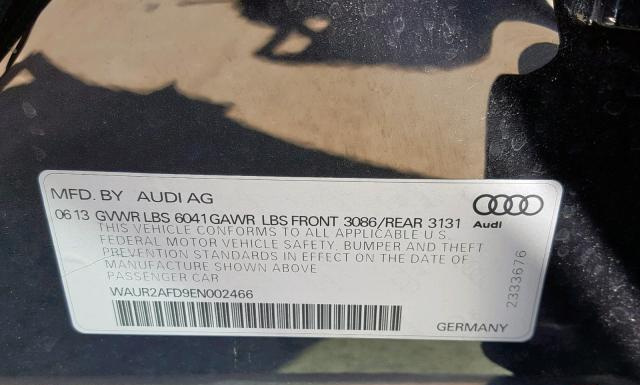 MFD. BY AUDI AG
0613 GVWR LBS 6041 GAWR LBS FRONT 3086/REAR 3131
THIS VEHICLE CONFORMS TO ALL APPLICABLE U.S.
FEDERAL MOTOR VEHICLE SAFETY, BUMPER AND THEFT
PREVENTION STANDARDS IN EFFECT ON THE DATE OF
MANUFACTURE SHOWN ABOVE
PASSENGER CAR
WAUR2AFD9EN002466
GERMANY
Audi
2333676